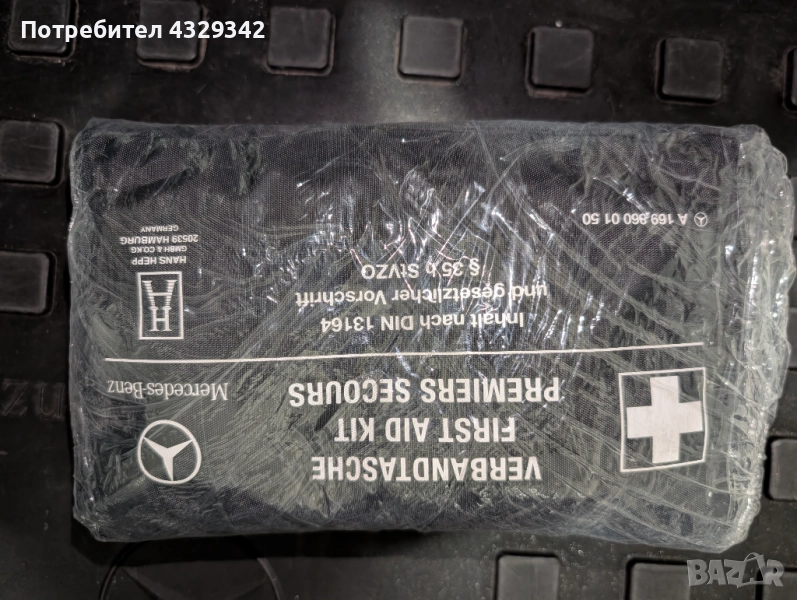 Потребител 4329342
VERBANDTASCHE
FIRST AID KIT
PREMIERS SECOURS
Mercedes-Benz
Inhalt nach DIN 13164
und gesetzlicher Vorschrift
§ 35 b StVZO
HANS HEPP
GMBH & CO.KG
20539 HAMBURG
GERMANY
A 169 860 01 50
BAZAR